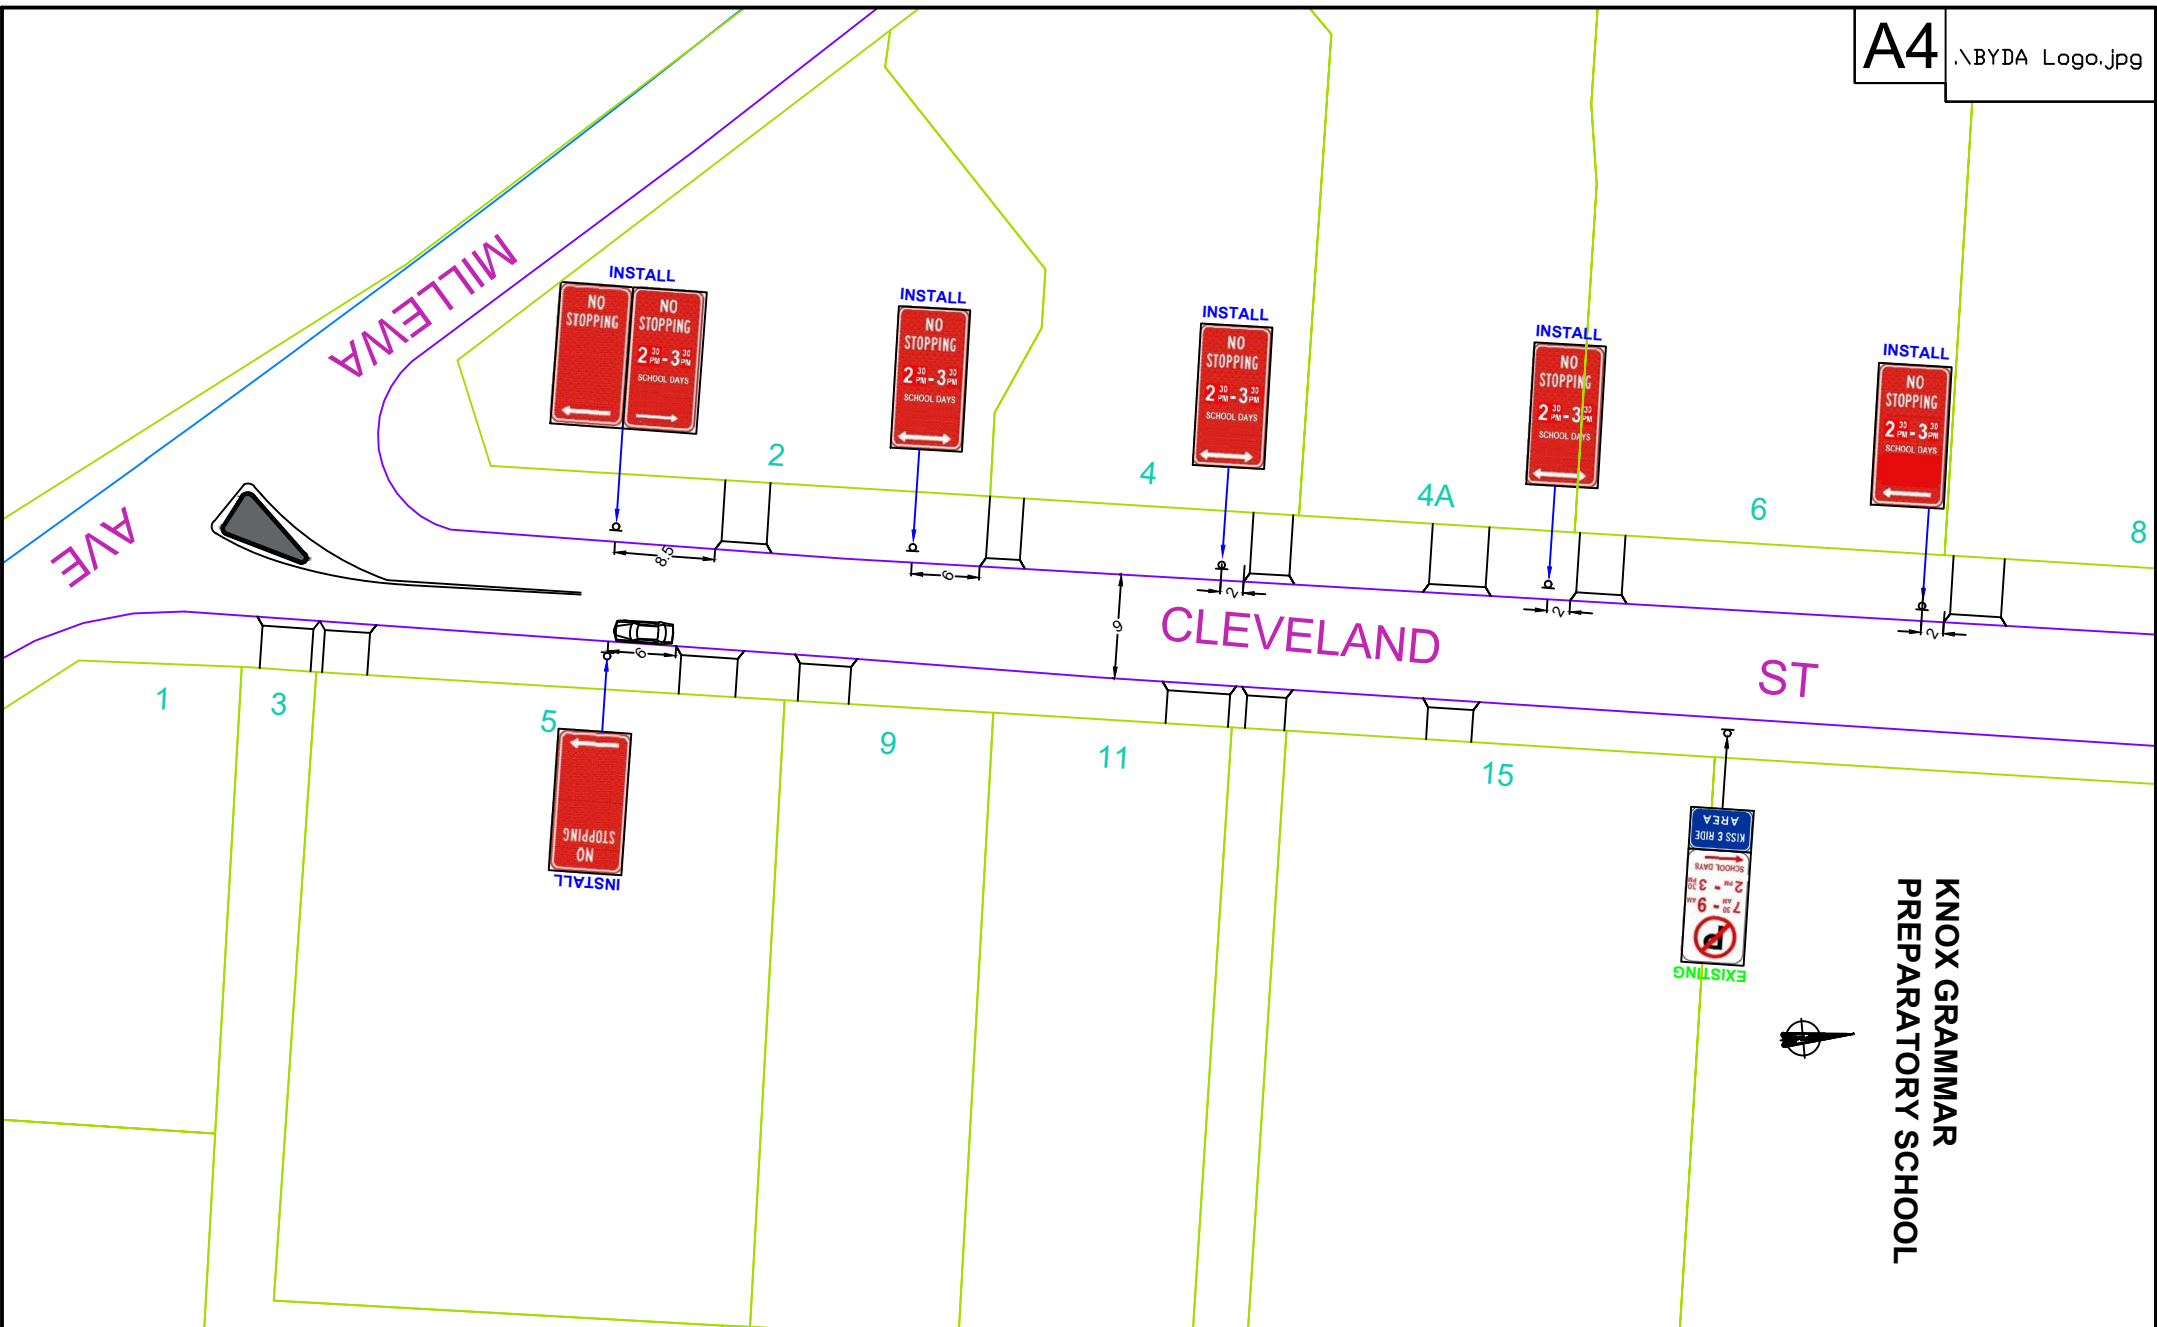 A4
.\BYDA Logo.jpg
MILLEWA
AVE
INSTALL
NO
STOPPING
NO
STOPPING
2 30 PM - 3 30 PM
SCHOOL DAYS
INSTALL
NO
STOPPING
2 30 PM - 3 30 PM
SCHOOL DAYS
INSTALL
NO
STOPPING
2 30 PM - 3 30 PM
SCHOOL DAYS
INSTALL
NO
STOPPING
2 30 PM - 3 30 PM
SCHOOL DAYS
INSTALL
NO
STOPPING
2 30 PM - 3 30 PM
SCHOOL DAYS
2
4
4A
6
8
8.5
6
2
2
2
9
6
CLEVELAND
ST
1
3
5
9
11
15
INSTALL
NO
STOPPING
EXISTING
P
7 30 AM - 9 AM
2 PM - 3 30 PM
SCHOOL DAYS
KISS & RIDE
AREA
KNOX GRAMMAR
PREPARATORY SCHOOL